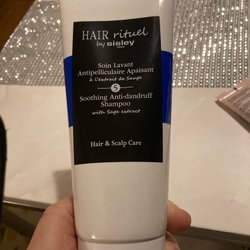 HAIR rituel
by sisley
PARIS
Soin Lavant
Antipelliculaire Apaisant
à l'extrait de Sauge
5
Soothing Anti-dandruff
Shampoo
with Sage extract
Hair & Scalp Care